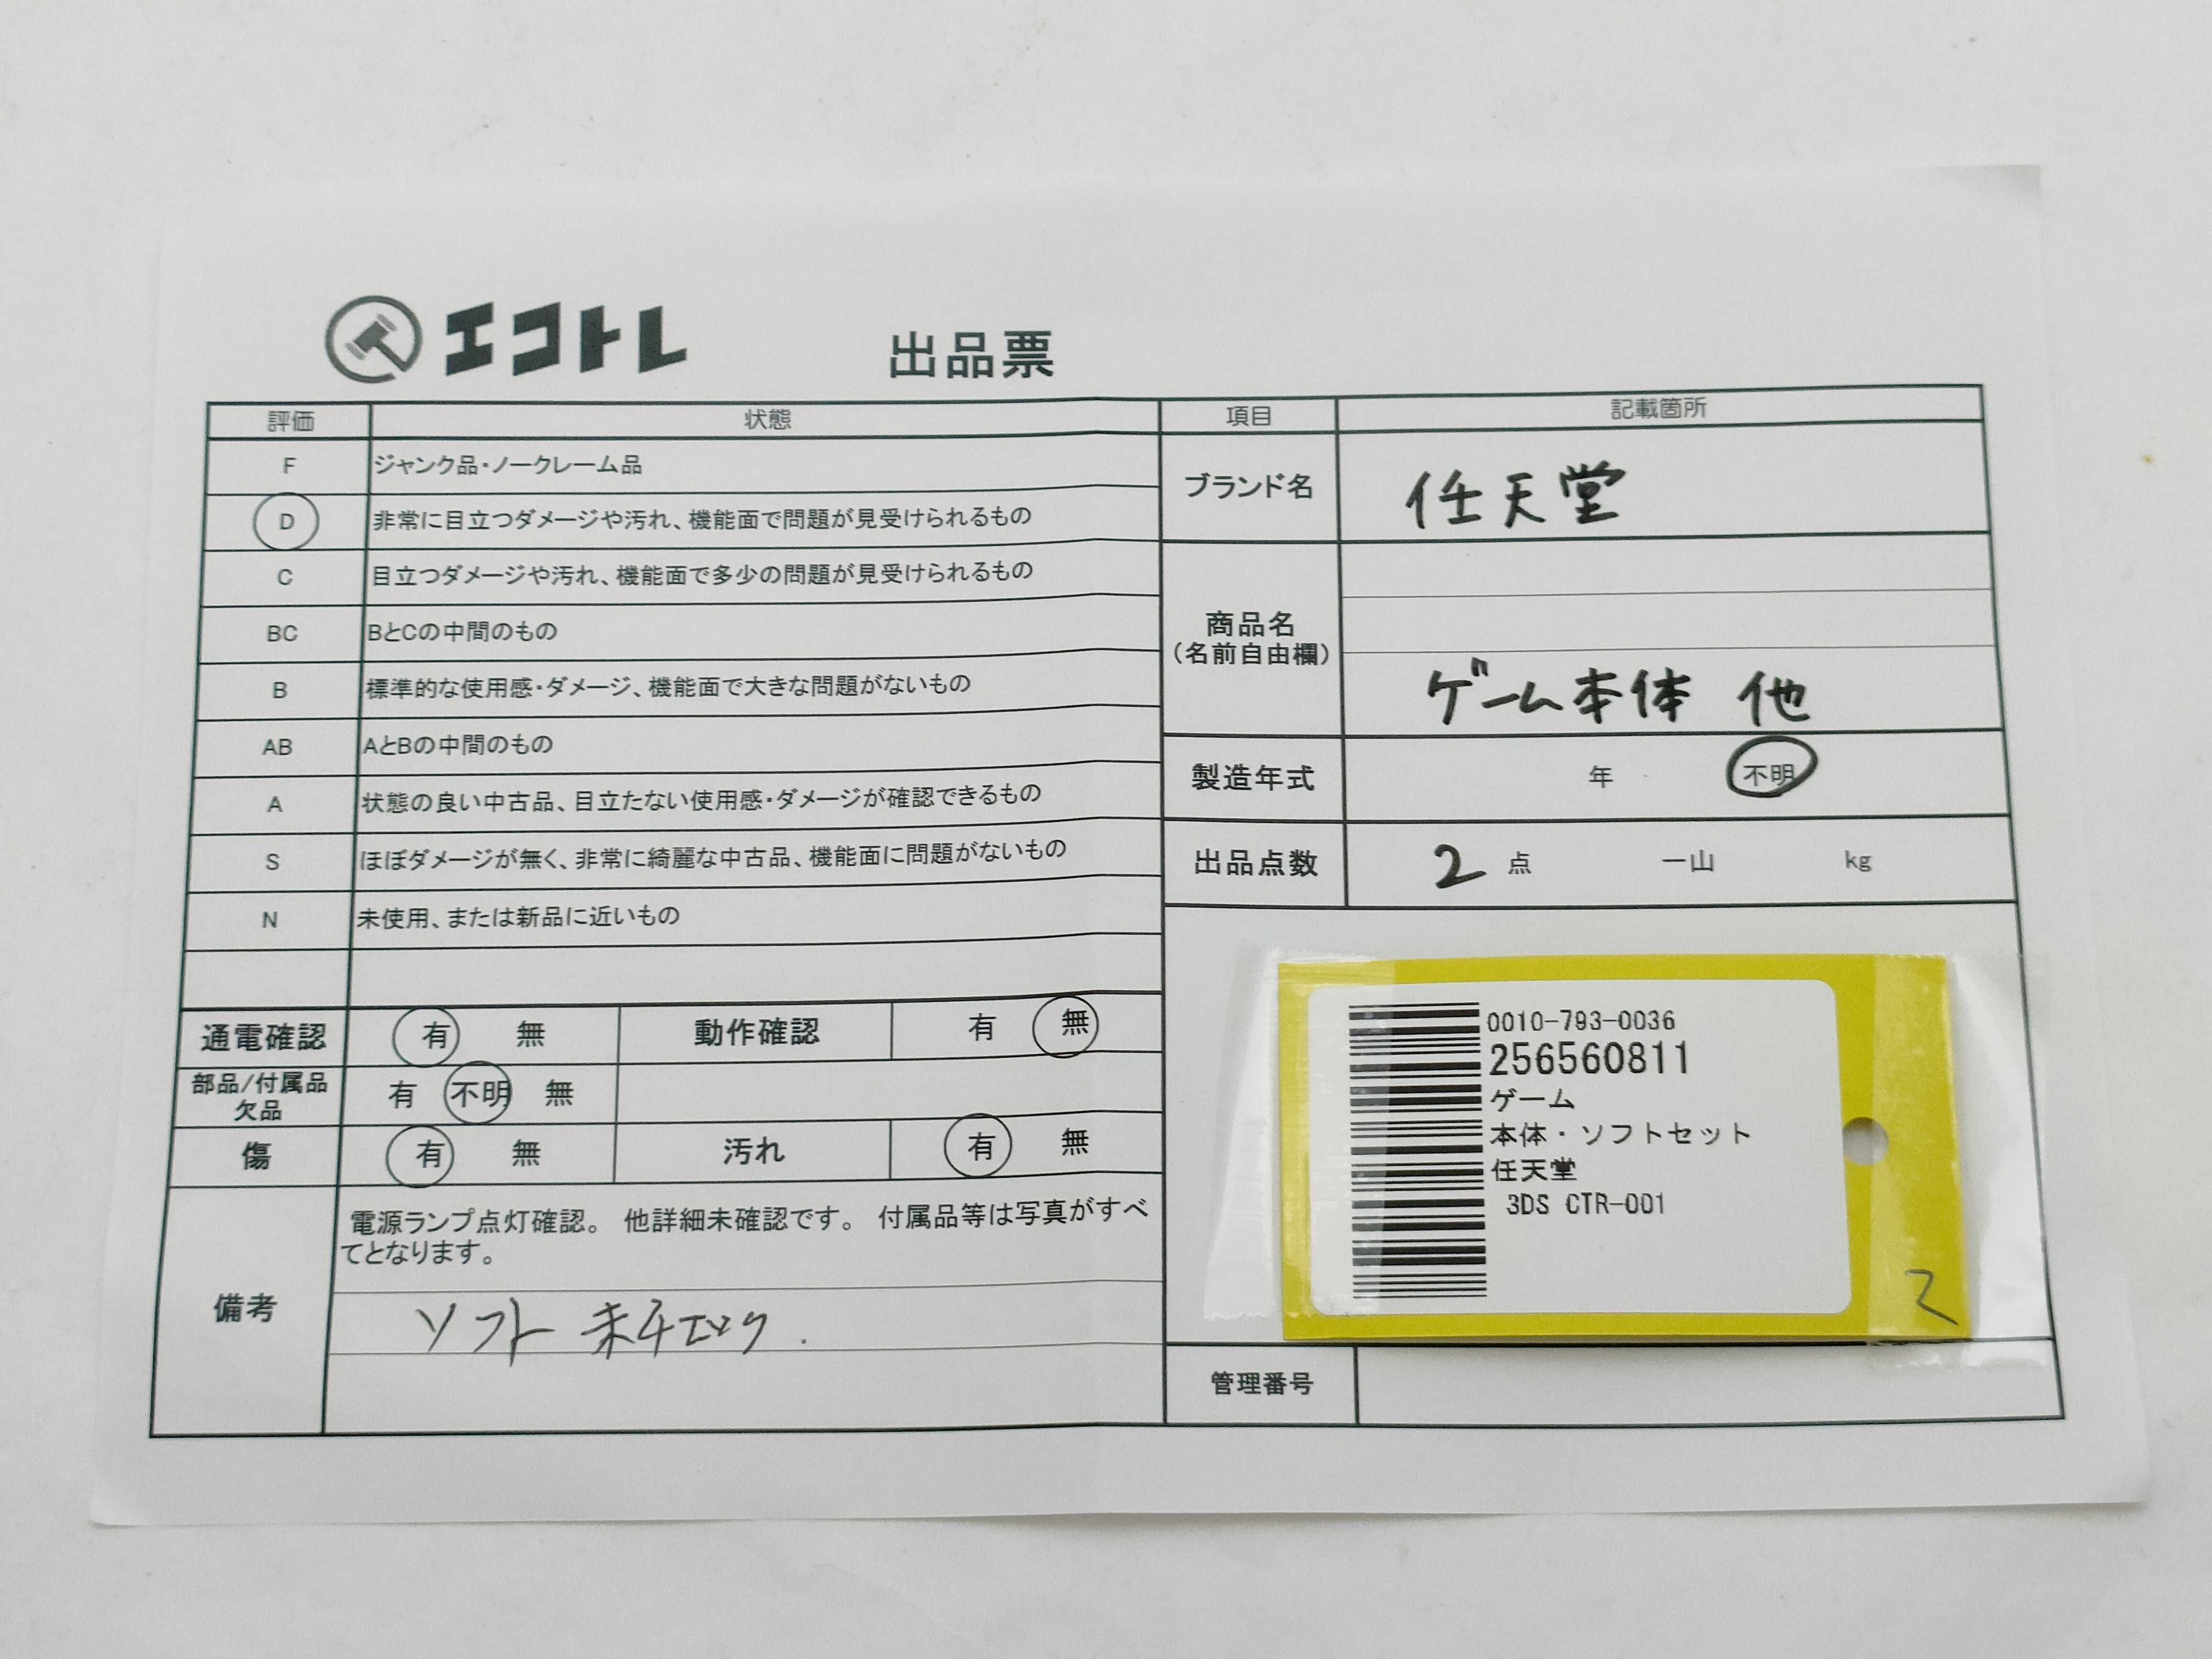 エコトレ
出品票
評価 状態
F ジャンク品・ノークレーム品
D 非常に目立つダメージや汚れ、機能面で問題が見受けられるもの
C 目立つダメージや汚れ、機能面で多少の問題が見受けられるもの
BC BとCの中間のもの
B 標準的な使用感・ダメージ、機能面で大きな問題がないもの
AB AとBの中間のもの
A 状態の良い中古品、目立たない使用感・ダメージが確認できるもの
S ほぼダメージが無く、非常に綺麗な中古品、機能面に問題がないもの
N 未使用、または新品に近いもの
通電確認 有 無 動作確認 有 無
部品/付属品
欠品
有 不明 無
傷 有 無 汚れ 有 無
備考
電源ランプ点灯確認。 他詳細未確認です。 付属品等は写真がすべ
てとなります。
ソフト 未チェック.
項目 記載箇所
ブランド名 任天堂
商品名
(名前自由欄)
ゲーム本体 他
製造年式 年 不明
出品点数 2 点 一山 kg
0010-793-0036
256560811
ゲーム
本体・ソフトセット
任天堂
3DS CTR-001
2
管理番号